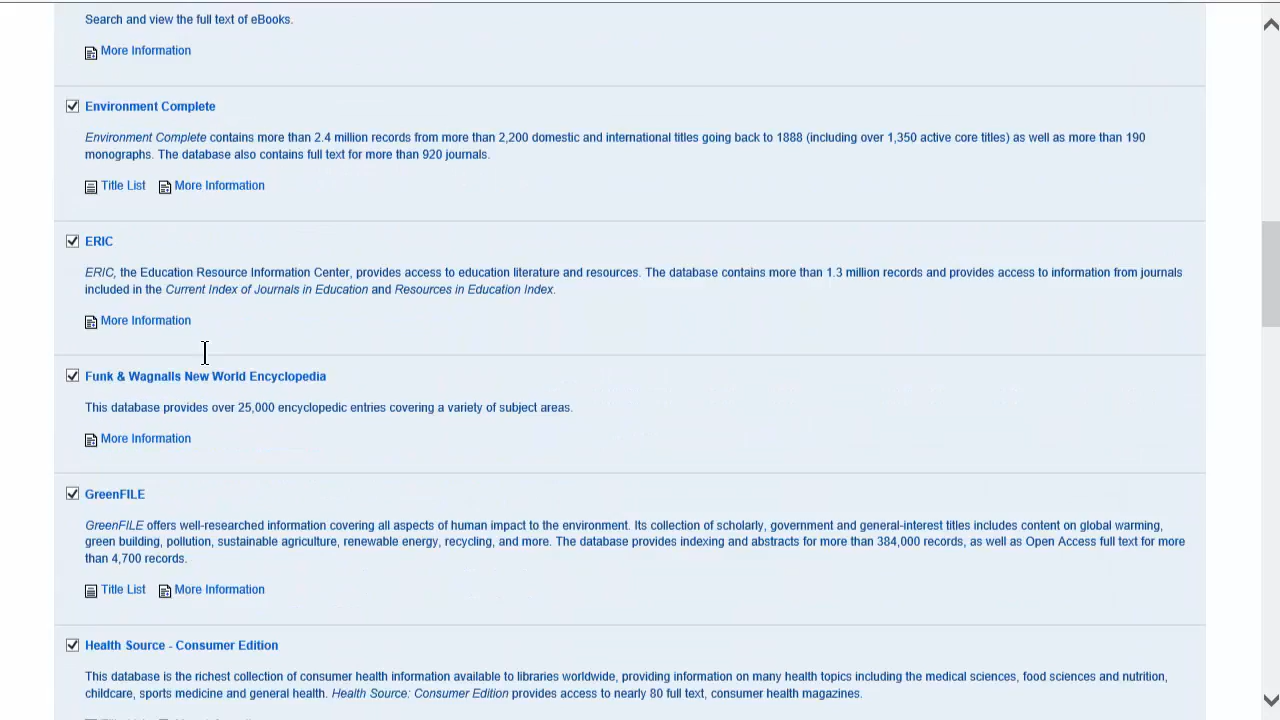 Search and view the full text of eBooks.
More Information
Environment Complete
Environment Complete contains more than 2.4 million records from more than 2,200 domestic and international titles going back to 1888 (including over 1,350 active core titles) as well as more than 190
monographs. The database also contains full text for more than 920 journals.
Title List More Information
ERIC
ERIC, the Education Resource Information Center, provides access to education literature and resources. The database contains more than 1.3 million records and provides access to information from journals
included in the Current Index of Journals in Education and Resources in Education Index.
More Information
Funk & Wagnalls New World Encyclopedia
This database provides over 25,000 encyclopedic entries covering a variety of subject areas.
More Information
GreenFILE
GreenFILE offers well-researched information covering all aspects of human impact to the environment. Its collection of scholarly, government and general-interest titles includes content on global warming,
green building, pollution, sustainable agriculture, renewable energy, recycling, and more. The database provides indexing and abstracts for more than 384,000 records, as well as Open Access full text for more
than 4,700 records.
Title List More Information
Health Source - Consumer Edition
This database is the richest collection of consumer health information available to libraries worldwide, providing information on many health topics including the medical sciences, food sciences and nutrition,
childcare, sports medicine and general health. Health Source: Consumer Edition provides access to nearly 80 full text, consumer health magazines.